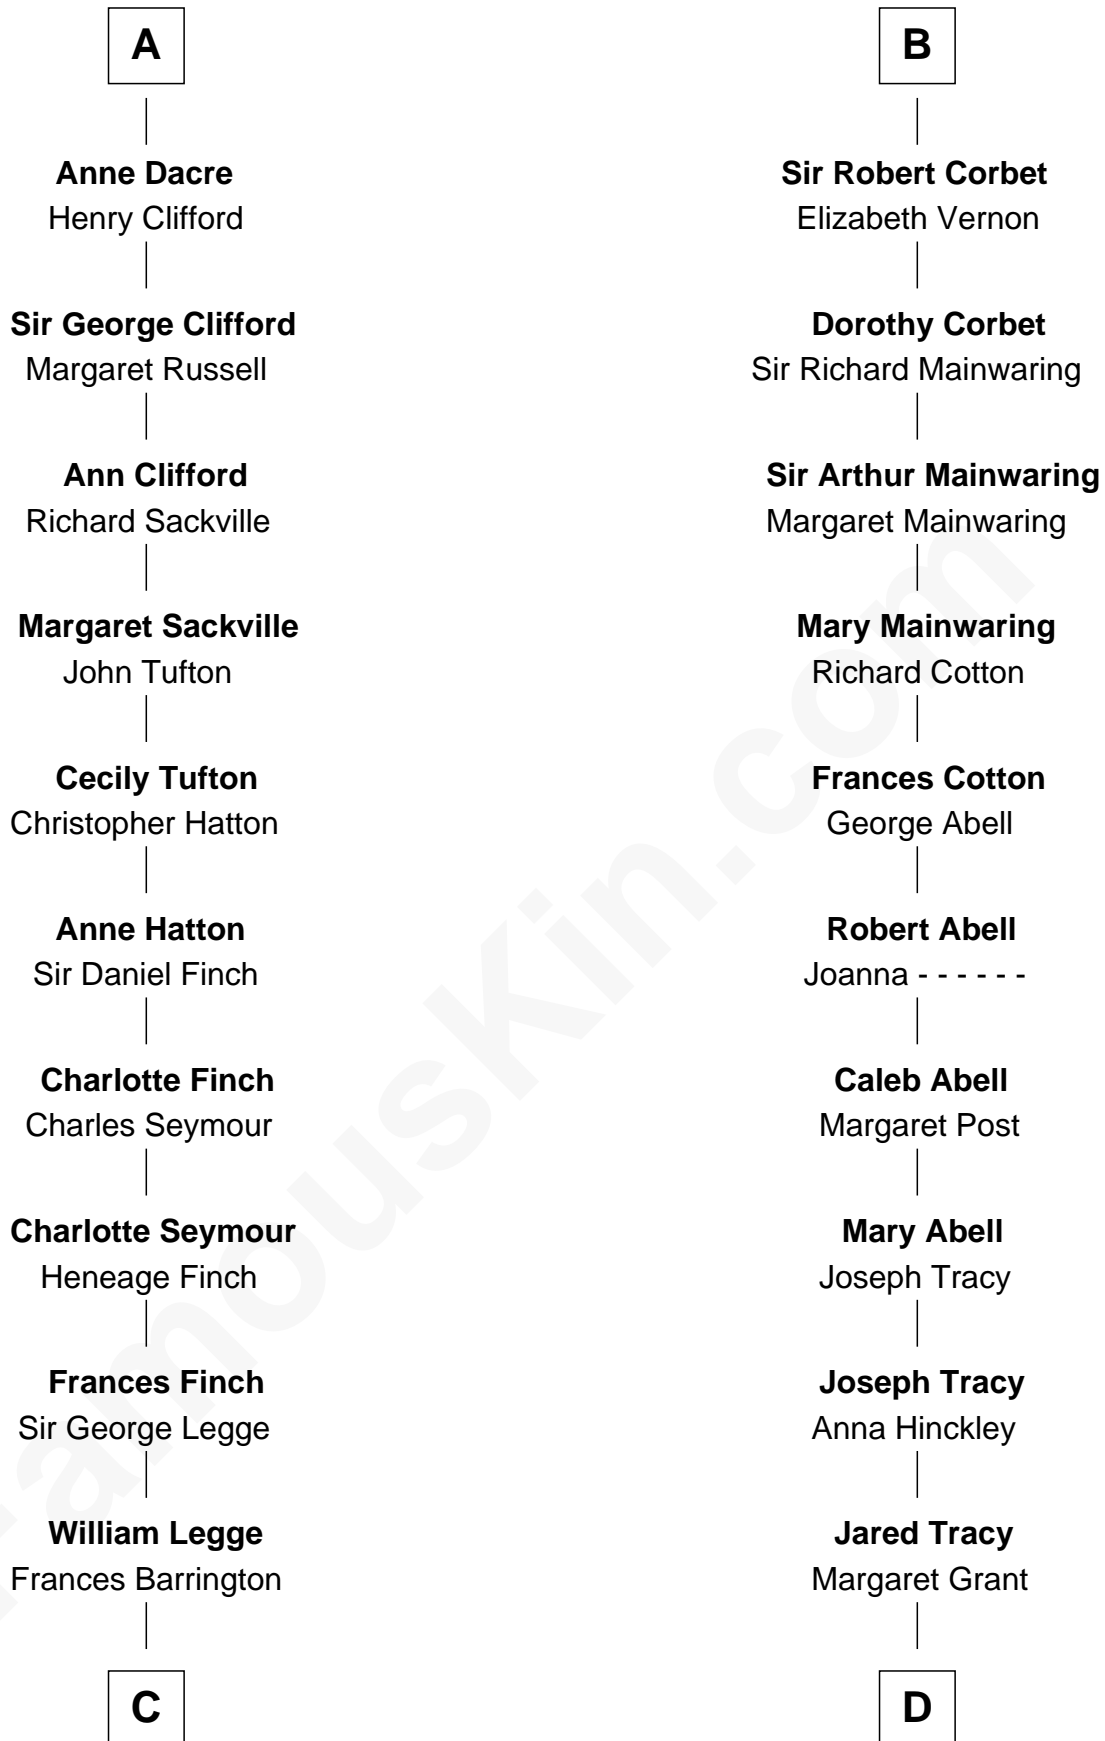 A
Anne Dacre
Henry Clifford
Sir George Clifford
Margaret Russell
Ann Clifford
Richard Sackville
Margaret Sackville
John Tufton
Cecily Tufton
Christopher Hatton
Anne Hatton
Sir Daniel Finch
Charlotte Finch
Charles Seymour
Charlotte Seymour
Heneage Finch
Frances Finch
Sir George Legge
William Legge
Frances Barrington
C
B
Sir Robert Corbet
Elizabeth Vernon
Dorothy Corbet
Sir Richard Mainwaring
Sir Arthur Mainwaring
Margaret Mainwaring
Mary Mainwaring
Richard Cotton
Frances Cotton
George Abell
Robert Abell
Joanna - - - - - -
Caleb Abell
Margaret Post
Mary Abell
Joseph Tracy
Joseph Tracy
Anna Hinckley
Jared Tracy
Margaret Grant
D
FamousKin.com